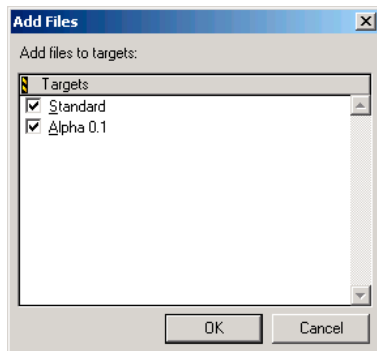 Add Files
Add files to targets:
Targets
Standard
Alpha 0.1
OK Cancel